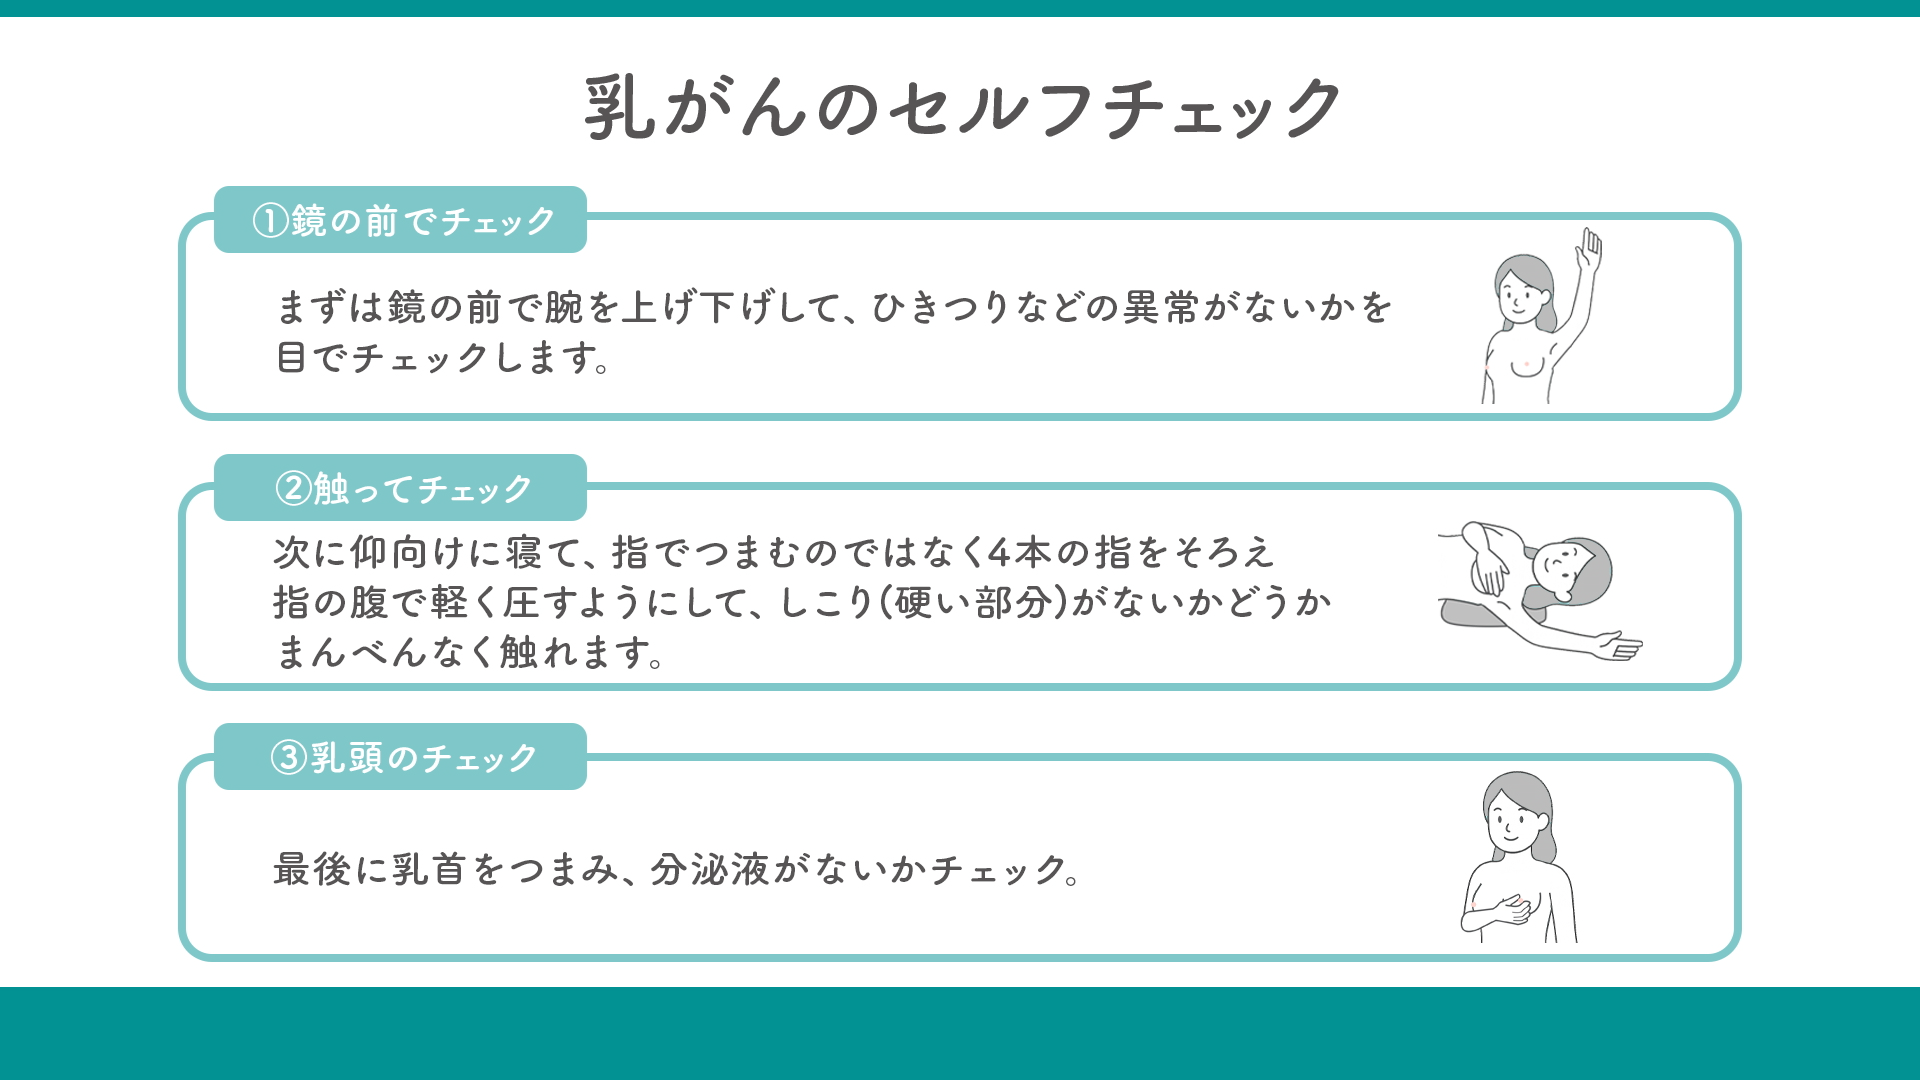 乳がんのセルフチェック
①鏡の前でチェック
まずは鏡の前で腕を上げ下げして、ひきつりなどの異常がないかを
目でチェックします。
②触ってチェック
次に仰向けに寝て、指でつまむのではなく4本の指をそろえ
指の腹で軽く圧すようにして、しこり(硬い部分)がないかどうか
まんべんなく触れます。
③乳頭のチェック
最後に乳首をつまみ、分泌液がないかチェック。